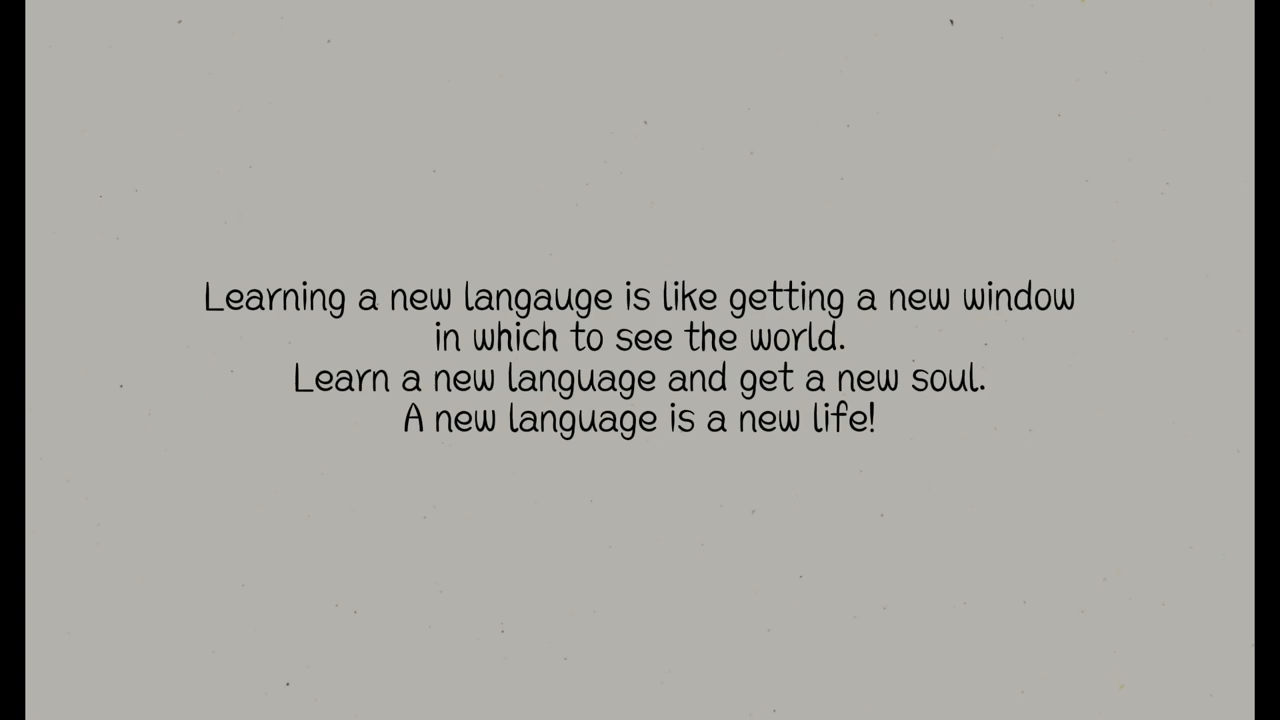 Learning a new langauge is like getting a new window
in which to see the world.
Learn a new language and get a new soul.
A new language is a new life!